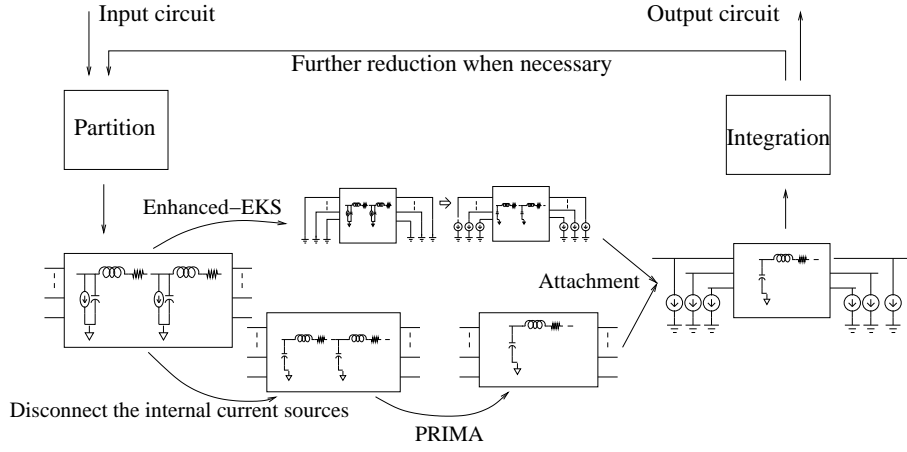 Input circuit
Output circuit
Further reduction when necessary
Partition
Integration
Enhanced−EKS
Attachment
Disconnect the internal current sources
PRIMA